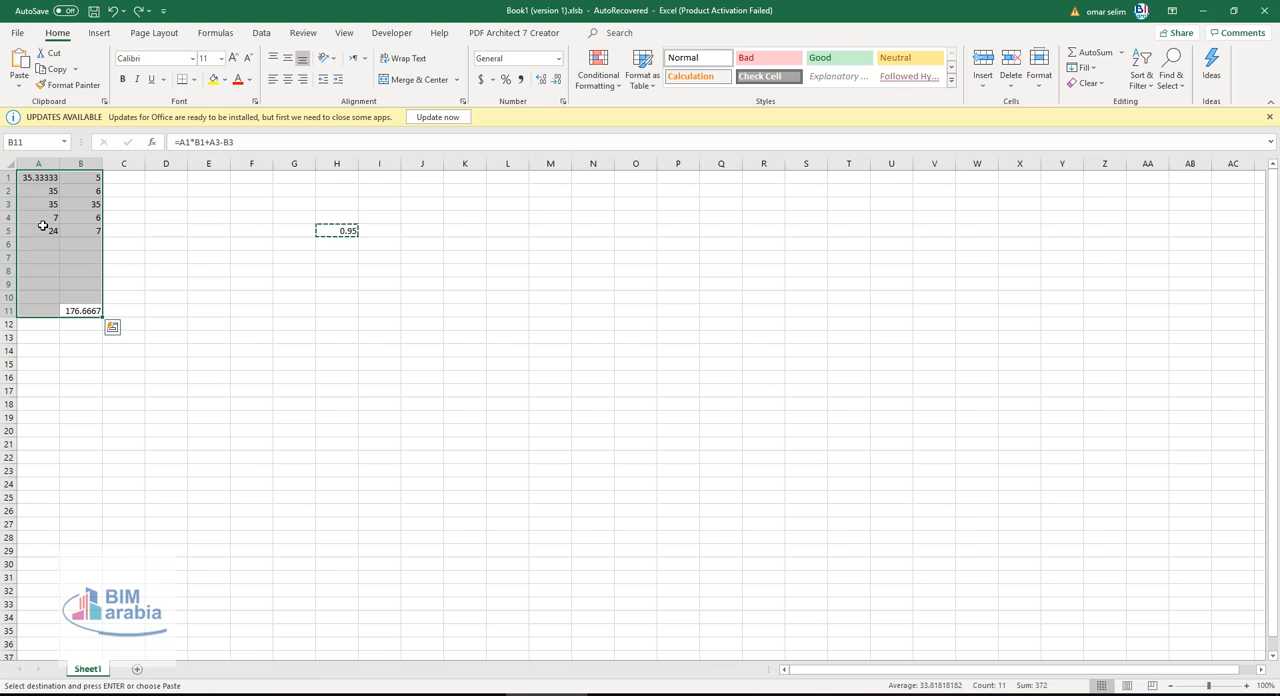 AutoSave Off Book1 (version 1).xlsb - AutoRecovered - Excel (Product Activation Failed) omar selim
File Home Insert Page Layout Formulas Data Review View Developer Help PDF Architect 7 Creator Search Share Comments
Paste Cut Copy Format Painter
Clipboard
Calibri 11
B I U
Font
Wrap Text
Merge & Center
Alignment
General
$ % ,
Number
Conditional Formatting
Format as Table
Normal Bad Good Neutral
Calculation Check Cell Explanatory ... Followed Hy...
Styles
Insert Delete Format
Cells
AutoSum
Fill
Clear
Sort & Filter
Find & Select
Editing
Ideas
Ideas
UPDATES AVAILABLE Updates for Office are ready to be installed, but first we need to close some apps. Update now
B11 fx =A1*B1+A3-B3
A B C D E F G H I J K L M N O P Q R S T U V W X Y Z AA AB AC
1 35.33333 5
2 35 6
3 35 35
4 7 6
5 24 7 0.95
6
7
8
9
10
11 176.6667
12
13
14
15
16
17
18
19
20
21
22
23
24
25
26
27
28
29
30
31
32
33
34
35
36
37
BIM
arabia
Sheet1
Select destination and press ENTER or choose Paste Average: 33.81818182 Count: 11 Sum: 372 100%